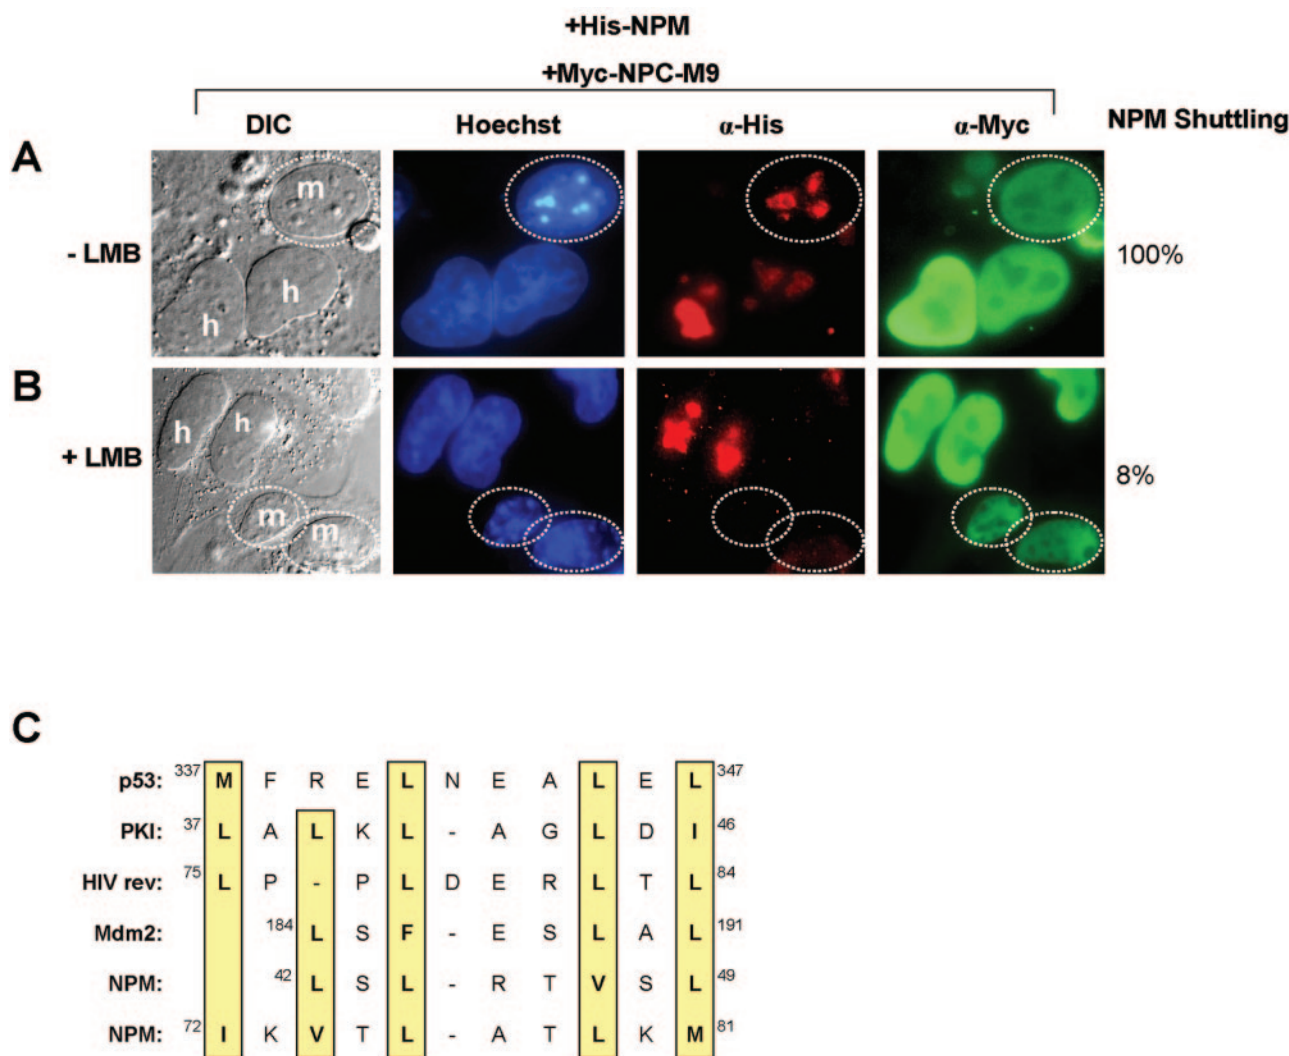 +His-NPM
+Myc-NPC-M9
DIC Hoechst α-His α-Myc NPM Shuttling
A
m
h
h
- LMB
100%
B
h
h
m
m
+ LMB
8%
C
p53: 337 M F R E L N E A L E L 347
PKI: 37 L A L K L - A G L D I 46
HIV rev: 75 L P - P L D E R L T L 84
Mdm2: 184 L S F - E S L A L 191
NPM: 42 L S L - R T V S L 49
NPM: 72 I K V T L - A T L K M 81